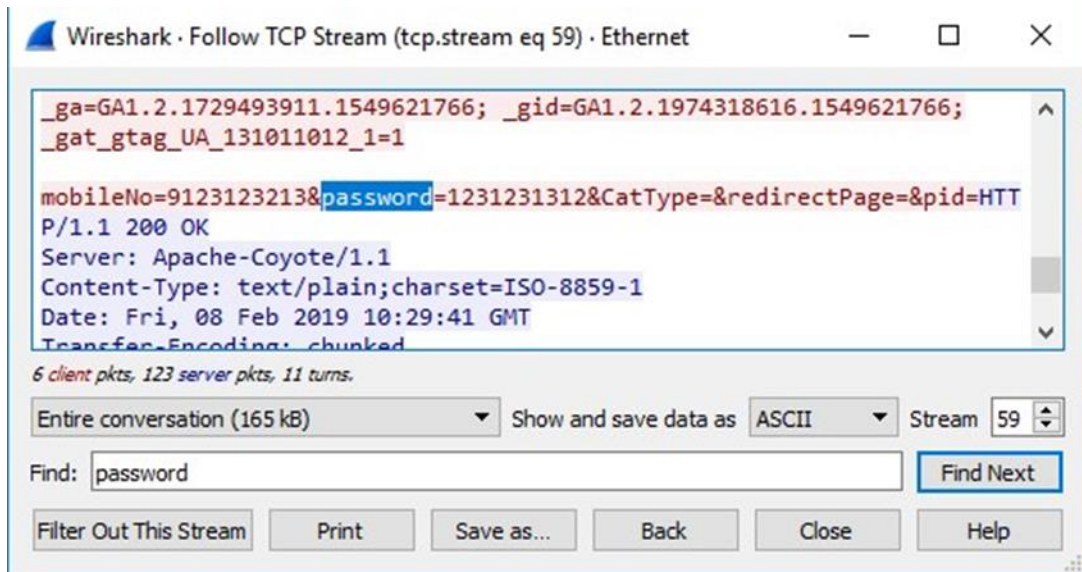 Wireshark · Follow TCP Stream (tcp.stream eq 59) · Ethernet
_ga=GA1.2.1729493911.1549621766; _gid=GA1.2.1974318616.1549621766;
_gat_gtag_UA_131011012_1=1
mobileNo=9123123213&password=1231231312&CatType=&redirectPage=&pid=HTT
P/1.1 200 OK
Server: Apache-Coyote/1.1
Content-Type: text/plain;charset=ISO-8859-1
Date: Fri, 08 Feb 2019 10:29:41 GMT
Transfer-Encoding: chunked
6 client pkts, 123 server pkts, 11 turns.
Entire conversation (165 kB) Show and save data as ASCII Stream 59
Find: password Find Next
Filter Out This Stream Print Save as... Back Close Help